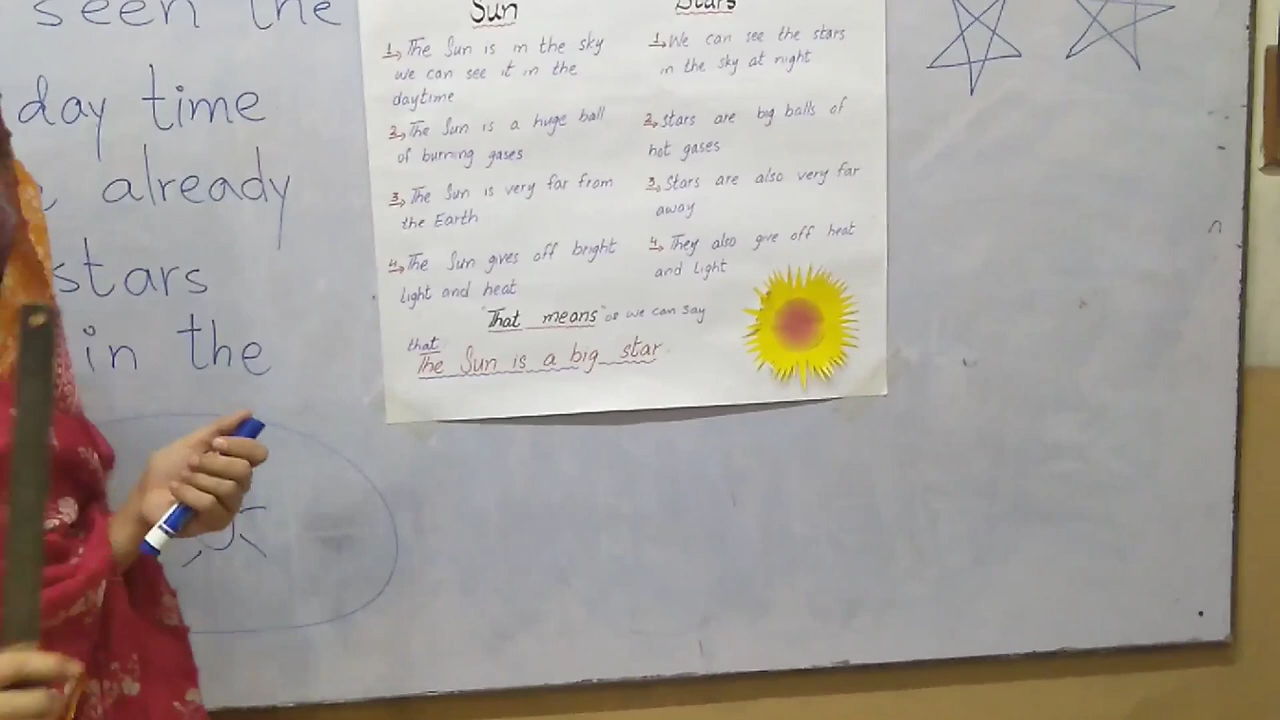 seen the
day time
already
stars
in the
Sun
1, The Sun is in the sky
we can see it in the
daytime
2, The Sun is a huge ball
of burning gases
3, The Sun is very far from
the Earth
4, The Sun gives off bright
light and heat
Stars
1, We can see the stars
in the sky at night
2, Stars are big balls of
hot gases
3, Stars are also very far
away
4, They also give off heat
and light
"That means" or we can say
that
The Sun is a big star.